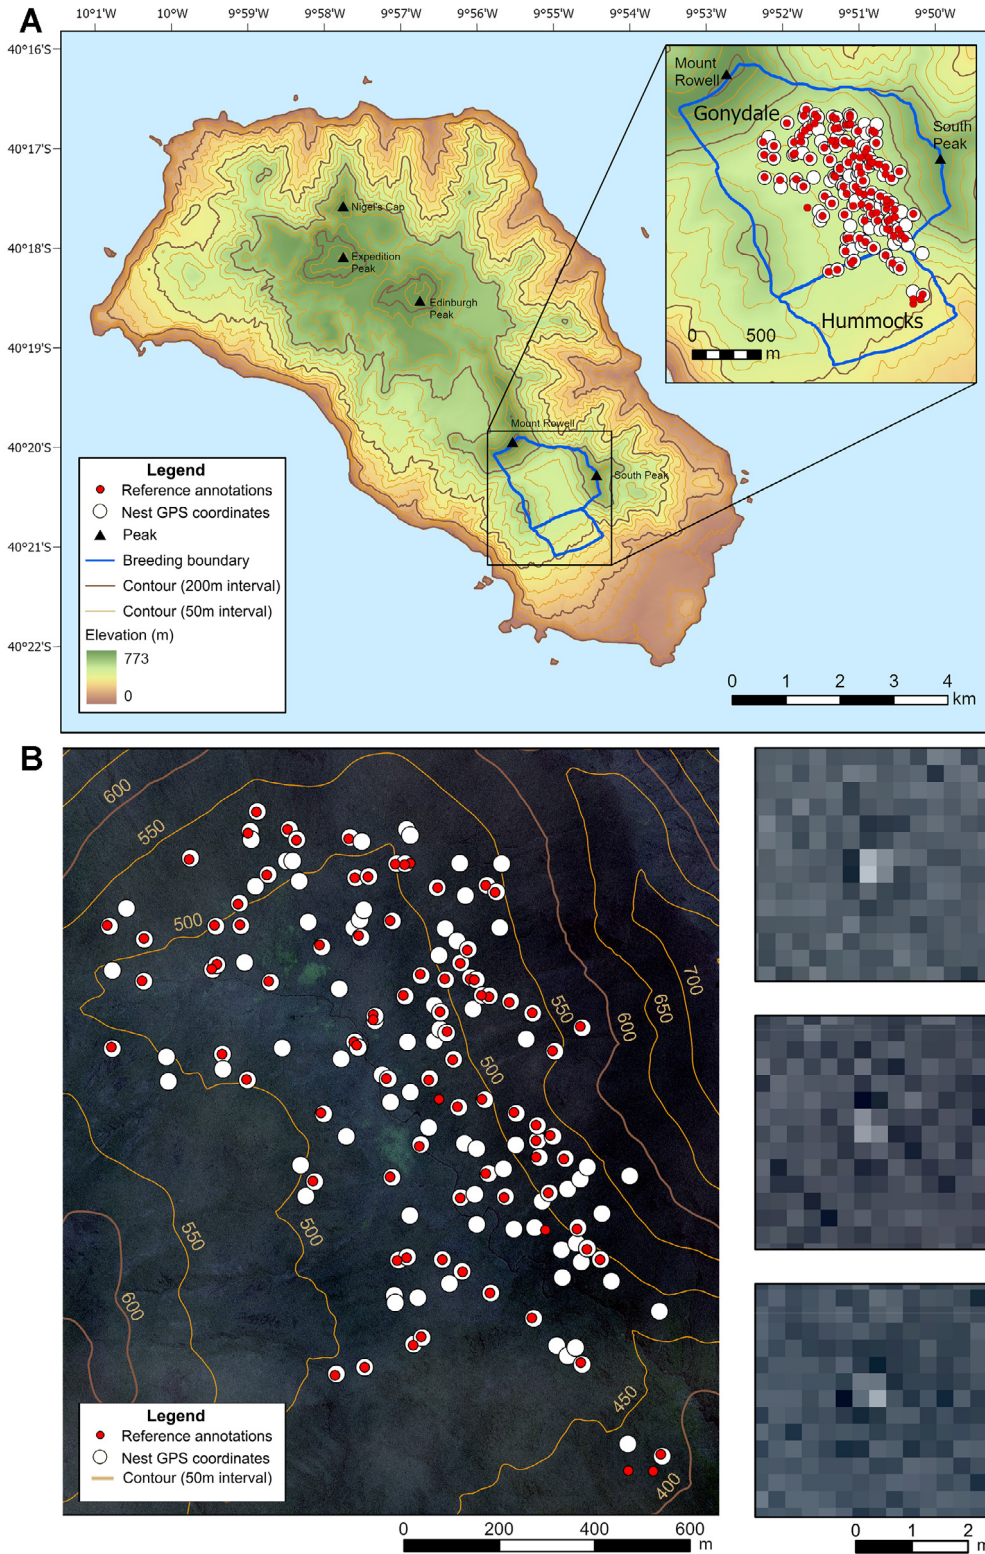 A
10°1'W 10°0'W 9°59'W 9°58'W 9°57'W 9°56'W 9°55'W 9°54'W 9°53'W 9°52'W 9°51'W 9°50'W
40°16'S
40°17'S
40°18'S
40°19'S
40°20'S
40°21'S
40°22'S
Nigel's Cap
Expedition
Peak
Edinburgh
Peak
Mount Rowell
South Peak
Mount
Rowell
Gonydale
South
Peak
Hummocks
0 500
m
Legend
Reference annotations
Nest GPS coordinates
Peak
Breeding boundary
Contour (200m interval)
Contour (50m interval)
Elevation (m)
773
0
0 1 2 3 4
km
B
600
550
500
700
650
600
550
500
550
500
600
450
400
Legend
Reference annotations
Nest GPS coordinates
Contour (50m interval)
0 200 400 600
m
0 1 2
m